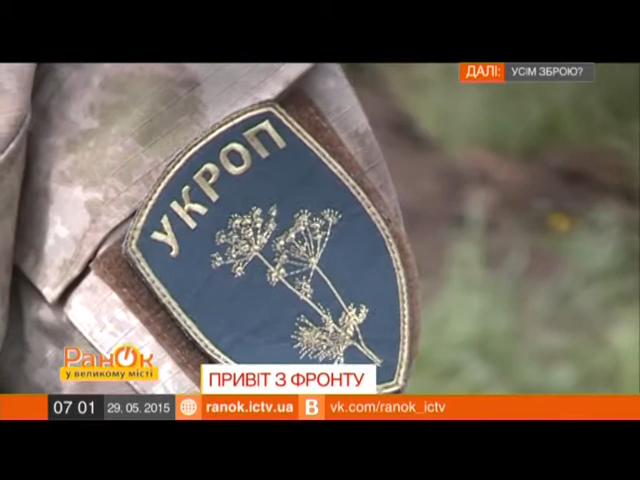 ДАЛІ: УСІМ ЗБРОЮ?
УКРОП
РанОк
у великому місті
ПРИВІТ З ФРОНТУ
07 01 29. 05. 2015 ranok.ictv.ua B vk.com/ranok_ictv